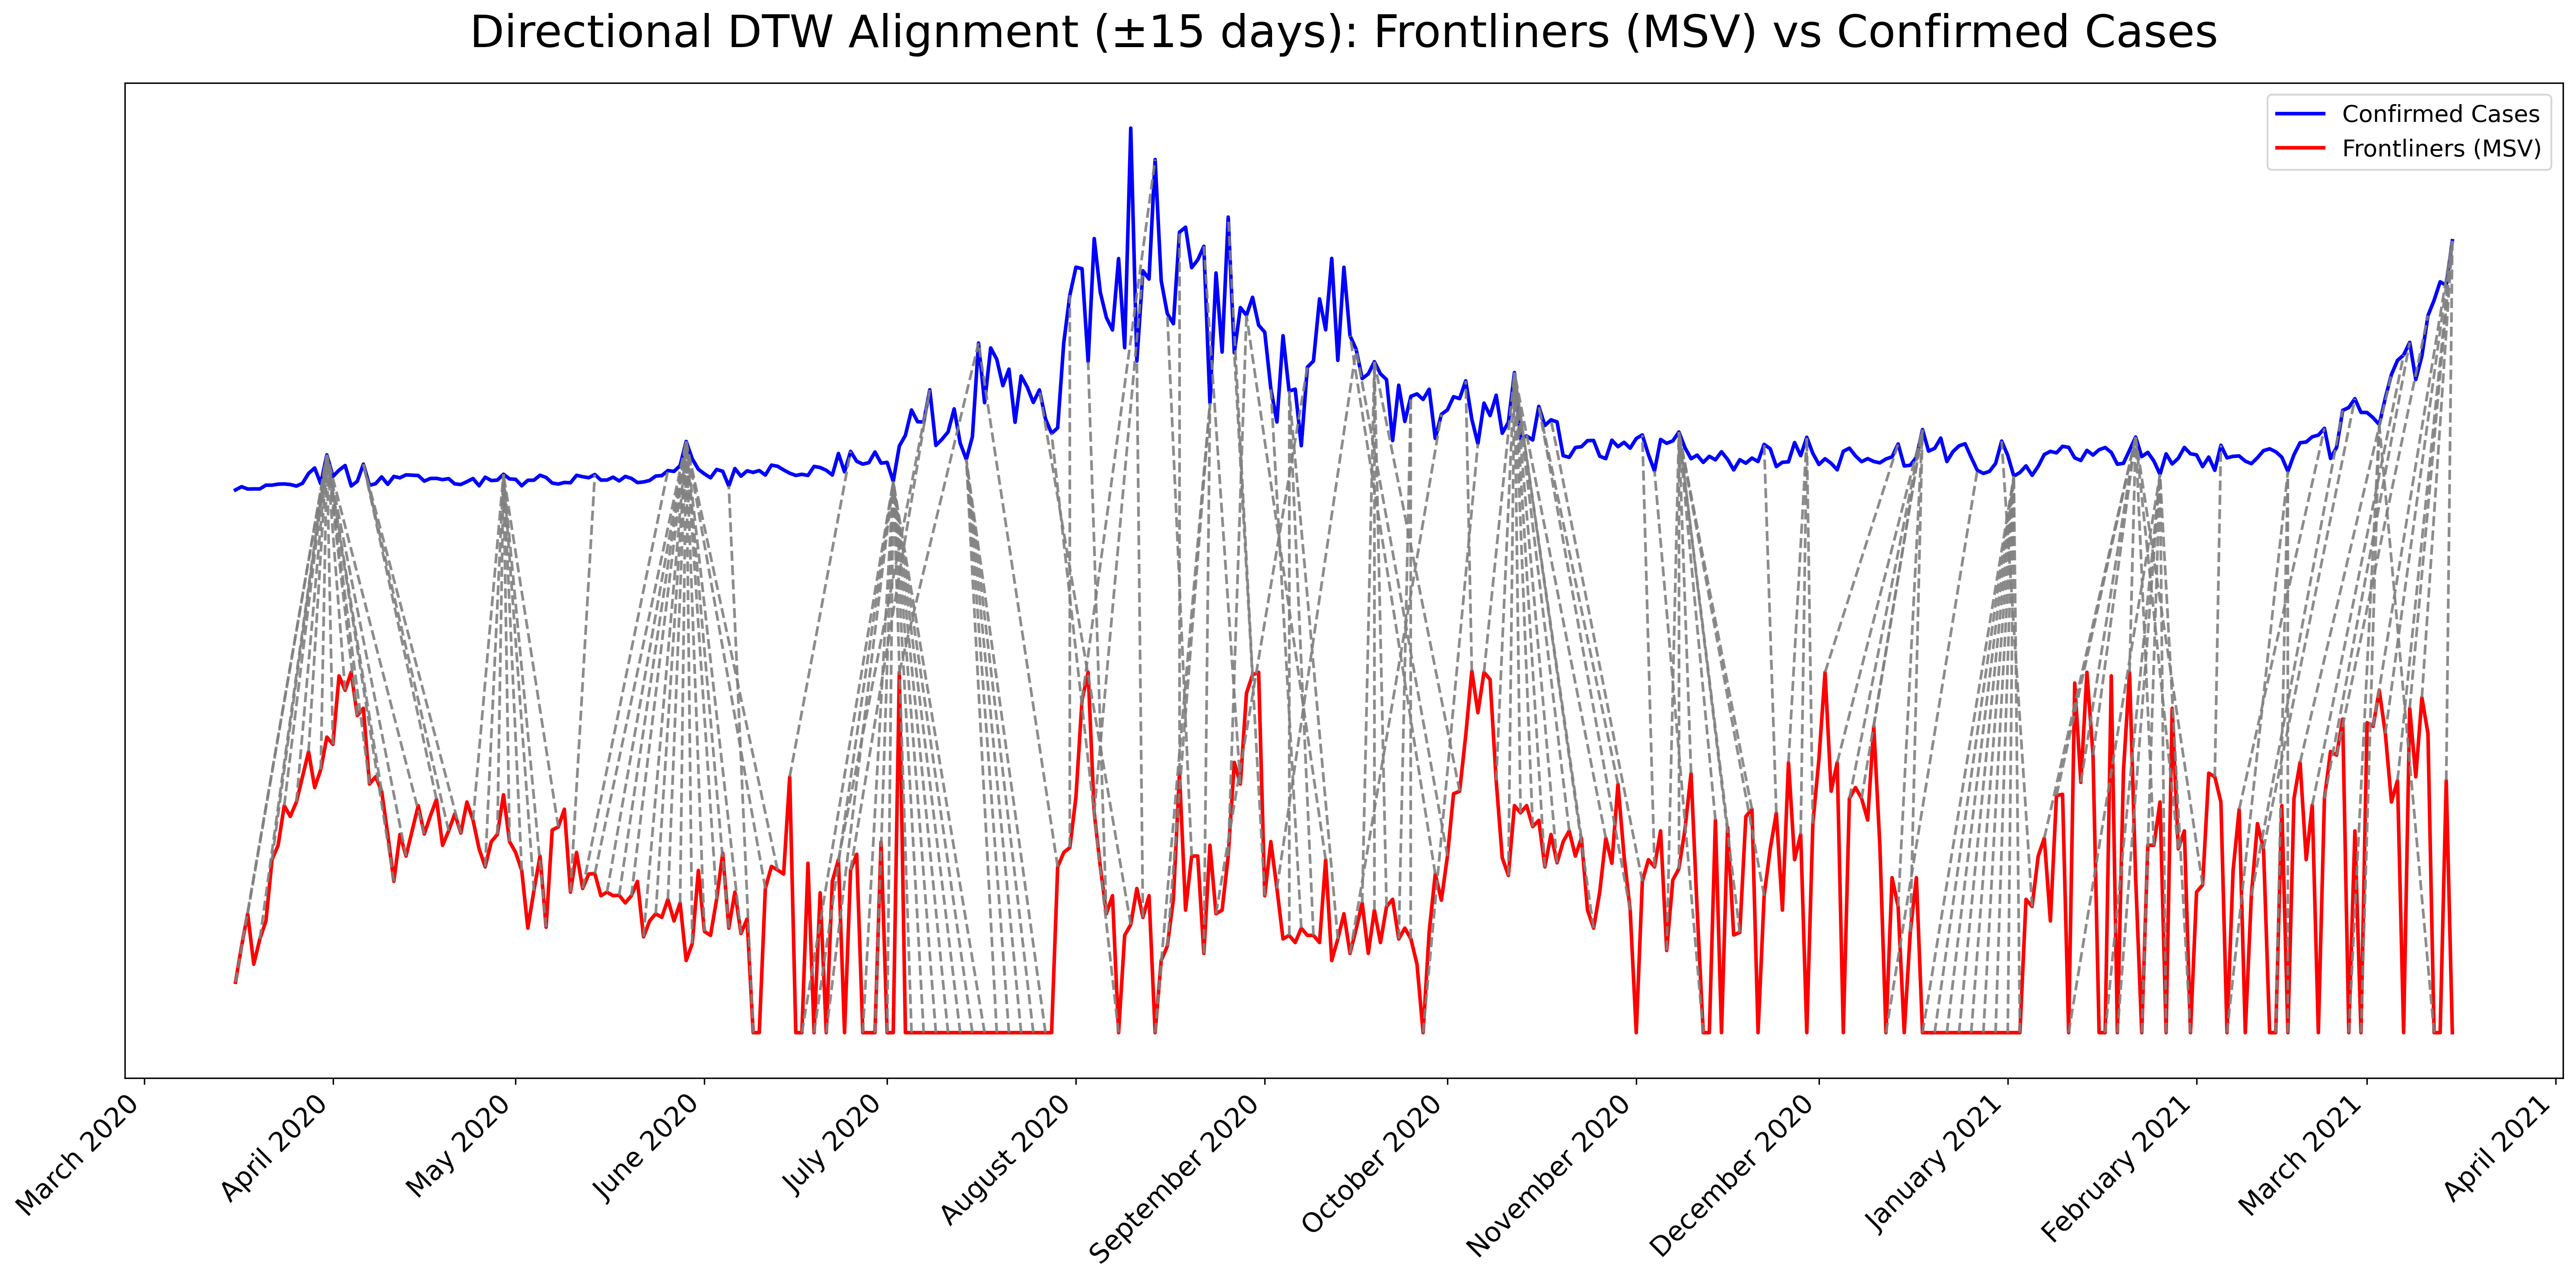 Directional DTW Alignment (±15 days): Frontliners (MSV) vs Confirmed Cases
Confirmed Cases
Frontliners (MSV)
March 2020
April 2020
May 2020
June 2020
July 2020
August 2020
September 2020
October 2020
November 2020
December 2020
January 2021
February 2021
March 2021
April 2021